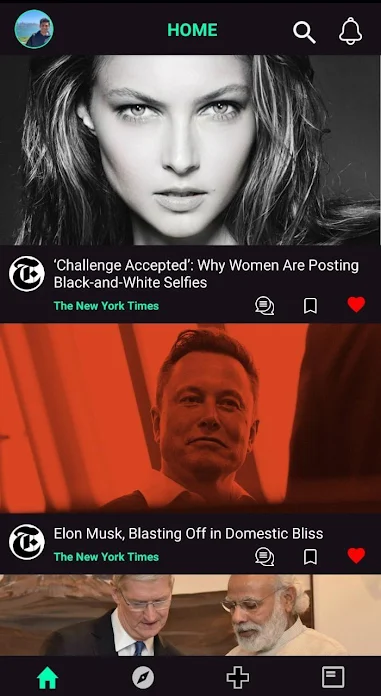 HOME
‘Challenge Accepted’: Why Women Are Posting
Black-and-White Selfies
The New York Times
Elon Musk, Blasting Off in Domestic Bliss
The New York Times